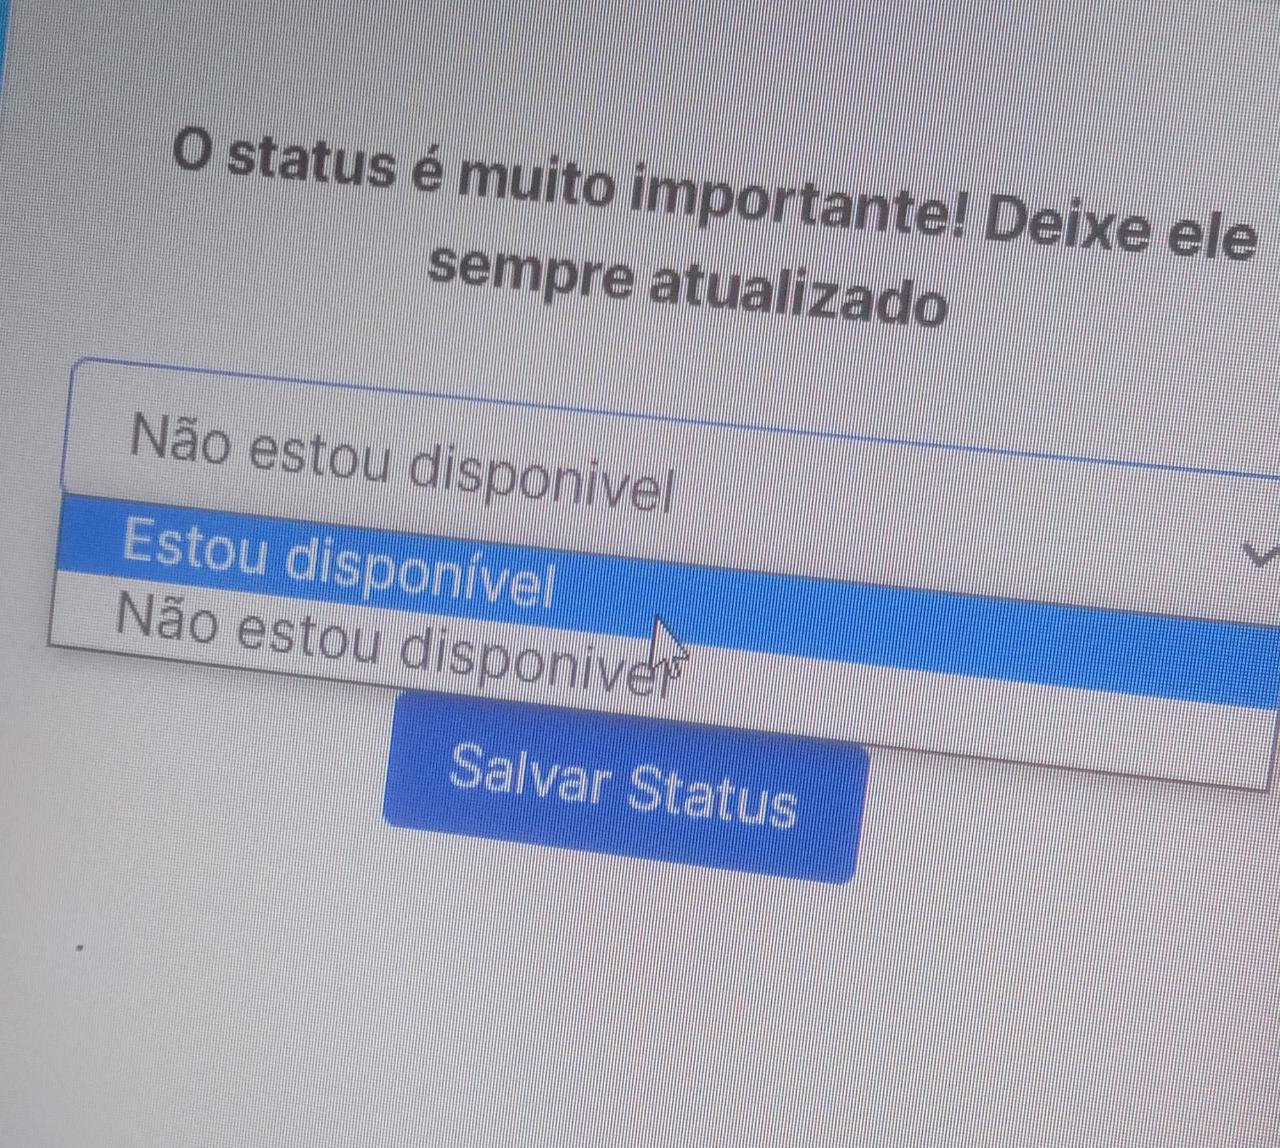 O status é muito importante! Deixe ele
sempre atualizado
Não estou disponivel
Estou disponível
Não estou disponivel
Salvar Status